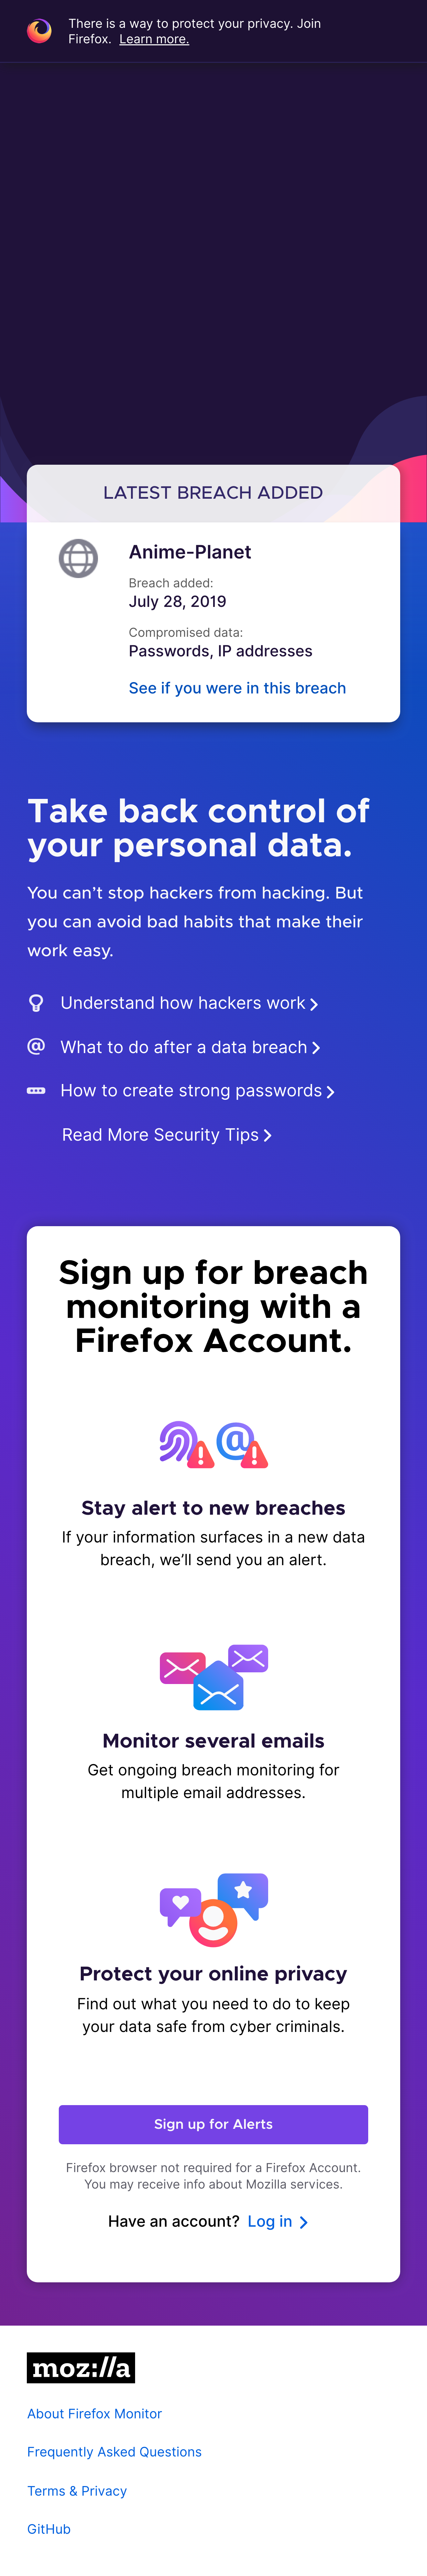 There is a way to protect your privacy. Join
Firefox. Learn more.
LATEST BREACH ADDED
Anime-Planet
Breach added:
July 28, 2019
Compromised data:
Passwords, IP addresses
See if you were in this breach
Take back control of
your personal data.
You can’t stop hackers from hacking. But
you can avoid bad habits that make their
work easy.
Understand how hackers work
What to do after a data breach
How to create strong passwords
Read More Security Tips
Sign up for breach
monitoring with a
Firefox Account.
Stay alert to new breaches
If your information surfaces in a new data
breach, we’ll send you an alert.
Monitor several emails
Get ongoing breach monitoring for
multiple email addresses.
Protect your online privacy
Find out what you need to do to keep
your data safe from cyber criminals.
Sign up for Alerts
Firefox browser not required for a Firefox Account.
You may receive info about Mozilla services.
Have an account? Log in
moz://a
About Firefox Monitor
Frequently Asked Questions
Terms & Privacy
GitHub